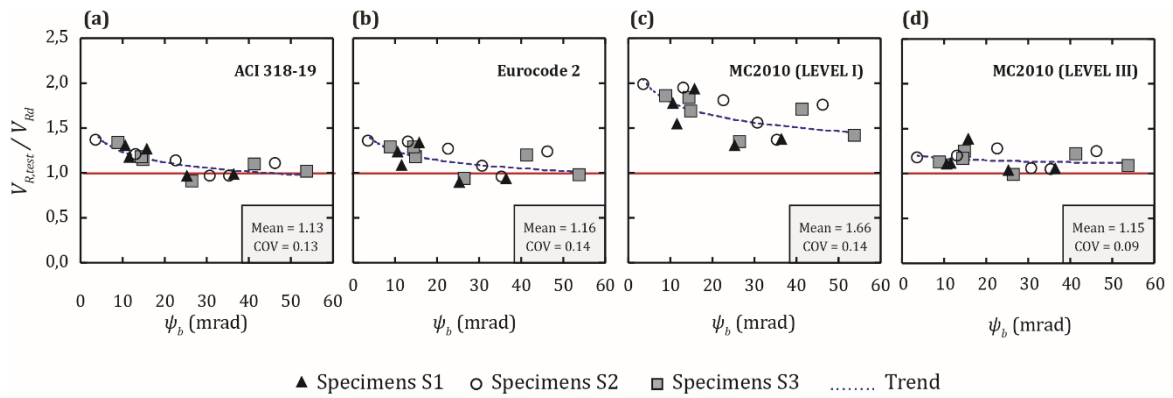 (a) (b) (c) (d)
ACI 318-19 Eurocode 2 MC2010 (LEVEL I) MC2010 (LEVEL III)
V_{R,test} / V_{Rd}
2,5
2,0
1,5
1,0
0,5
0,0
Mean = 1.13
COV = 0.13
Mean = 1.16
COV = 0.14
Mean = 1.66
COV = 0.14
Mean = 1.15
COV = 0.09
0 10 20 30 40 50 60 0 10 20 30 40 50 60 0 10 20 30 40 50 60 0 10 20 30 40 50 60
ψ_b (mrad) ψ_b (mrad) ψ_b (mrad) ψ_b (mrad)
Specimens S1 Specimens S2 Specimens S3 Trend